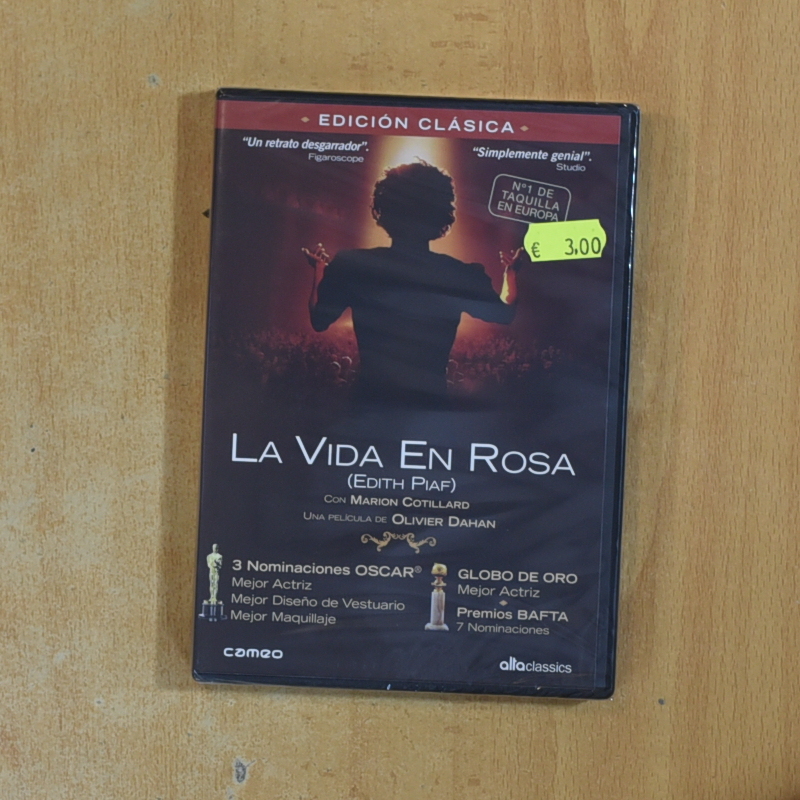 EDICIÓN CLÁSICA
“Un retrato desgarrador”.
Figaroscope
“Simplemente genial”.
Studio
Nº1 DE
TAQUILLA
EN EUROPA
€ 3,00
LA VIDA EN ROSA
(EDITH PIAF)
CON MARION COTILLARD
UNA PELÍCULA DE OLIVIER DAHAN
3 Nominaciones OSCAR®
Mejor Actriz
Mejor Diseño de Vestuario
Mejor Maquillaje
GLOBO DE ORO
Mejor Actriz
Premios BAFTA
7 Nominaciones
cameo
altaclassics